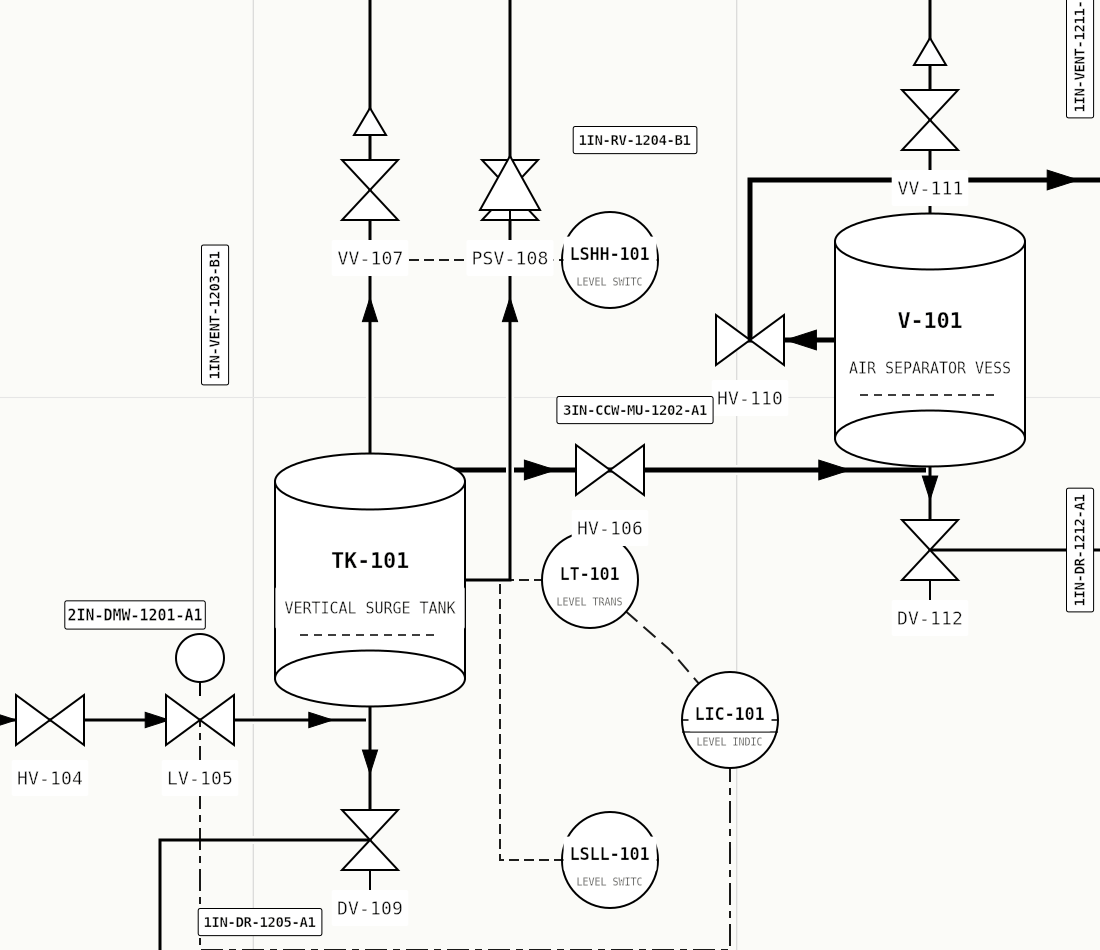 1IN-VENT-1211-
1IN-RV-1204-B1
VV-111
LSHH-101
LEVEL SWITC
VV-107
PSV-108
1IN-VENT-1203-B1
V-101
AIR SEPARATOR VESS
HV-110
3IN-CCW-MU-1202-A1
HV-106
TK-101
VERTICAL SURGE TANK
LT-101
LEVEL TRANS
1IN-DR-1212-A1
DV-112
2IN-DMW-1201-A1
LIC-101
LEVEL INDIC
HV-104
LV-105
LSLL-101
LEVEL SWITC
DV-109
1IN-DR-1205-A1